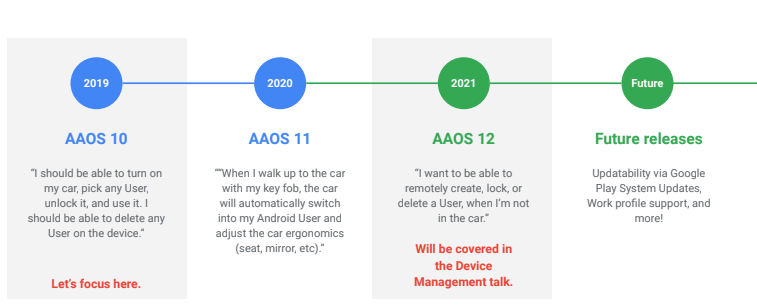 2019
2020
2021
Future
AAOS 10
AAOS 11
AAOS 12
Future releases
“I should be able to turn on
my car, pick any User,
unlock it, and use it. I
should be able to delete any
User on the device.”
Let’s focus here.
““When I walk up to the car
with my key fob, the car
will automatically switch
into my Android User and
adjust the car ergonomics
(seat, mirror, etc).”
“I want to be able to
remotely create, lock, or
delete a User, when I’m not
in the car.”
Will be covered in
the Device
Management talk.
Updatability via Google
Play System Updates,
Work profile support, and
more!